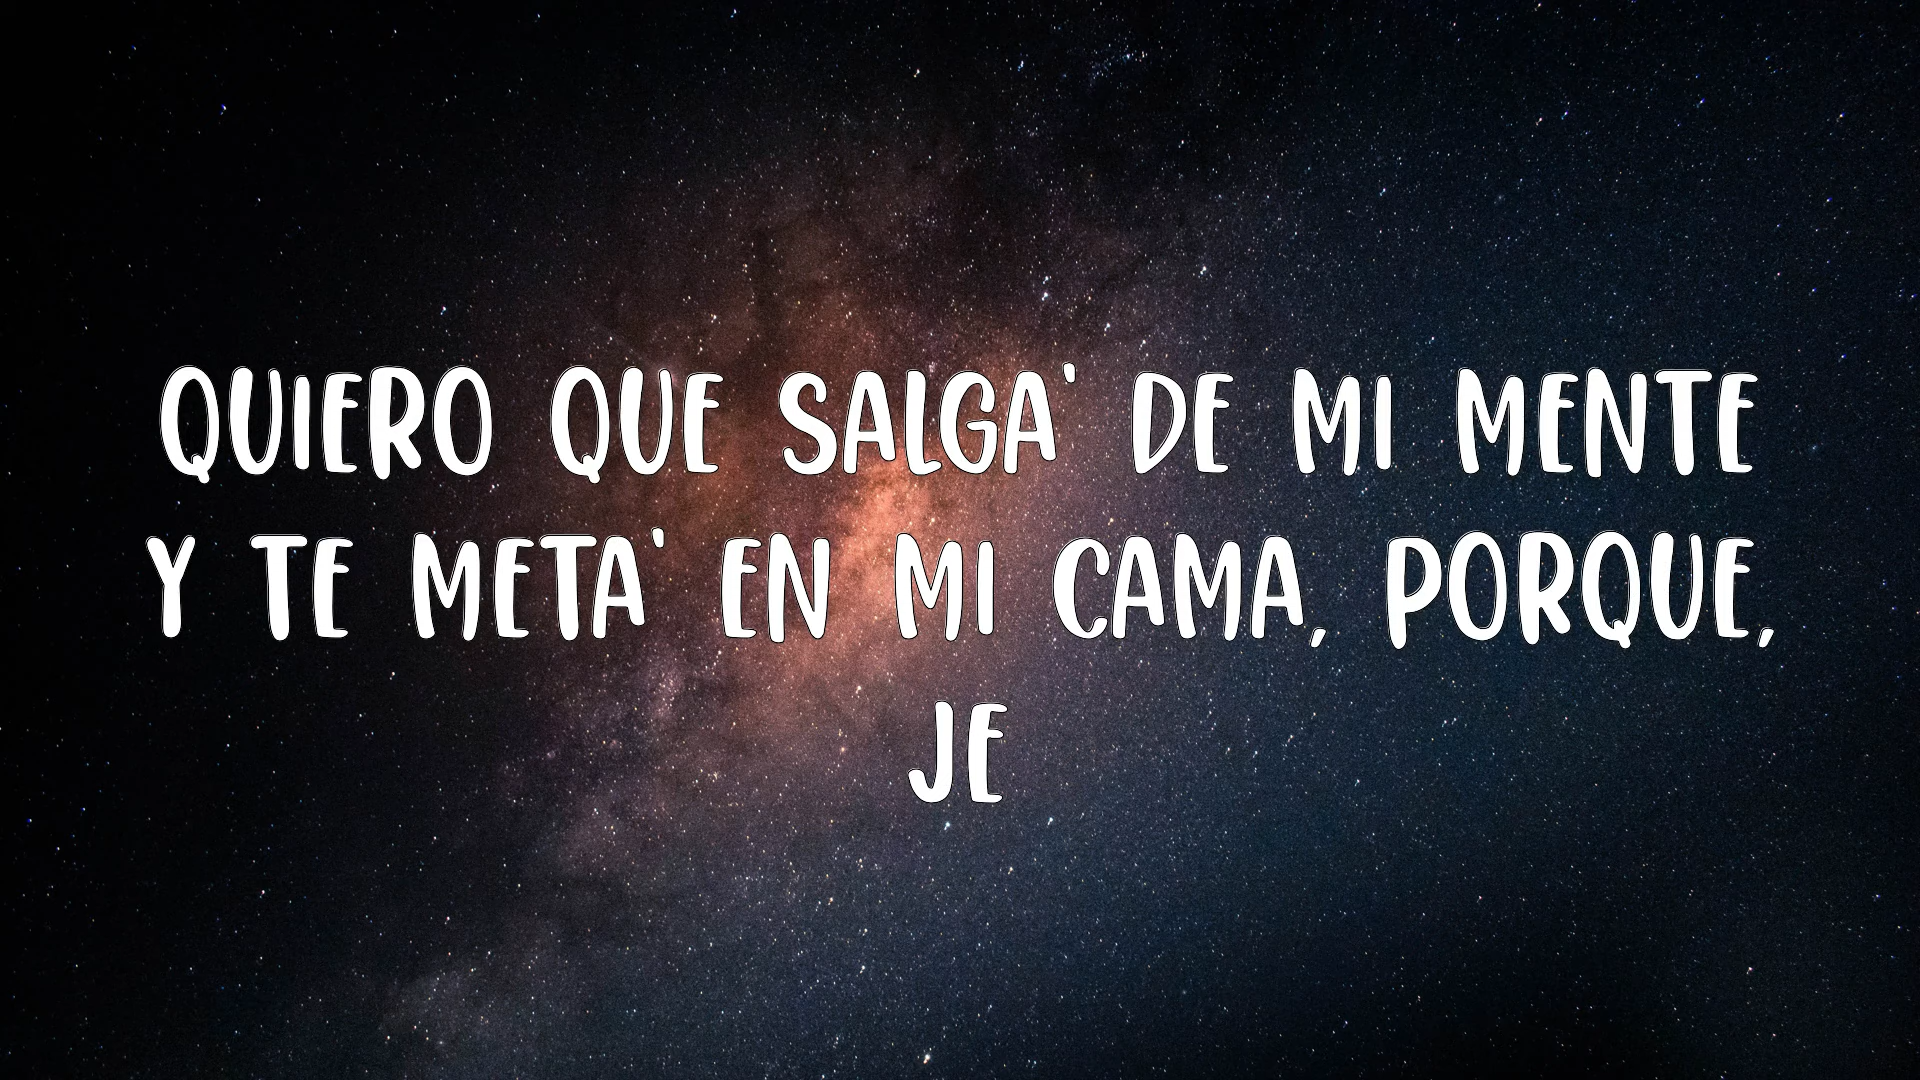 QUIERO QUE SALGA' DE MI MENTE
Y TE META' EN MI CAMA, PORQUE,
JE